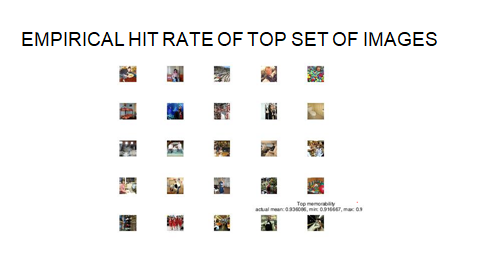 EMPIRICAL HIT RATE OF TOP SET OF IMAGES
Top memorability
actual mean: 0.936086, min: 0.916667, max: 0.9